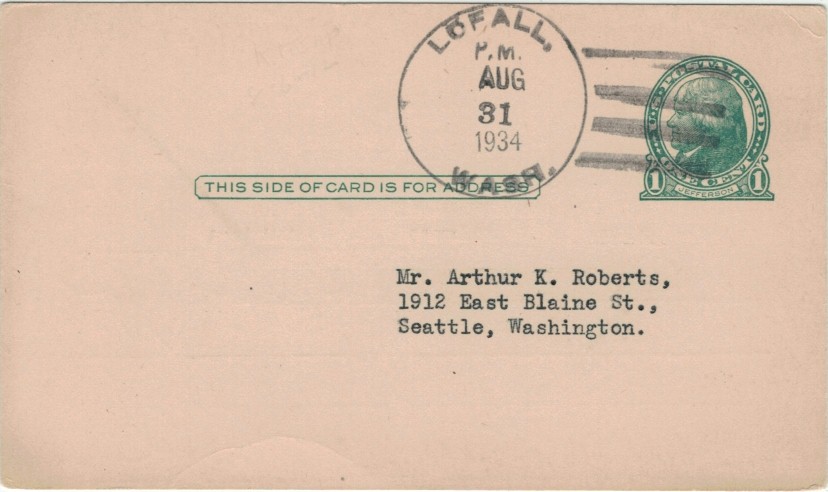 LOFALL,
P.M.
AUG
31
1934
WASH.
U.S. POSTAL CARD
ONE CENT
1 JEFFERSON 1
THIS SIDE OF CARD IS FOR ADDRESS
Mr. Arthur K. Roberts,
1912 East Blaine St.,
Seattle, Washington.